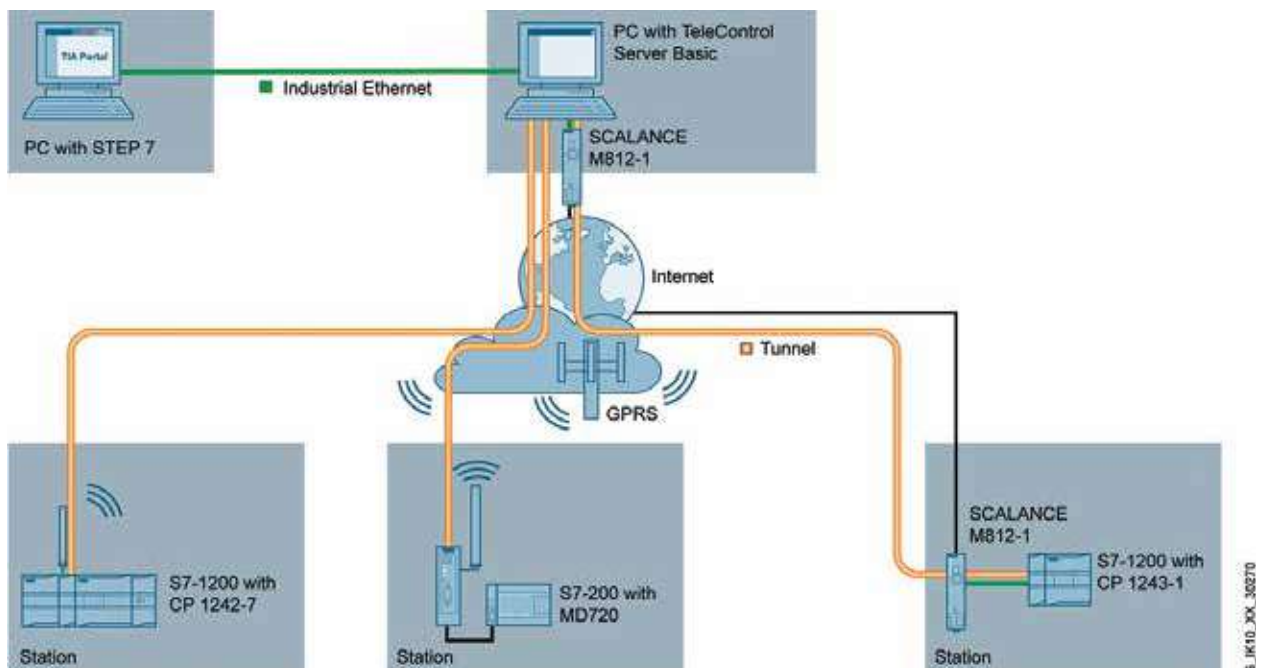 TIA Portal
PC with STEP 7
Industrial Ethernet
PC with TeleControl
Server Basic
SCALANCE
M812-1
Internet
Tunnel
GPRS
S7-1200 with
CP 1242-7
Station
S7-200 with
MD720
Station
SCALANCE
M812-1
S7-1200 with
CP 1243-1
Station